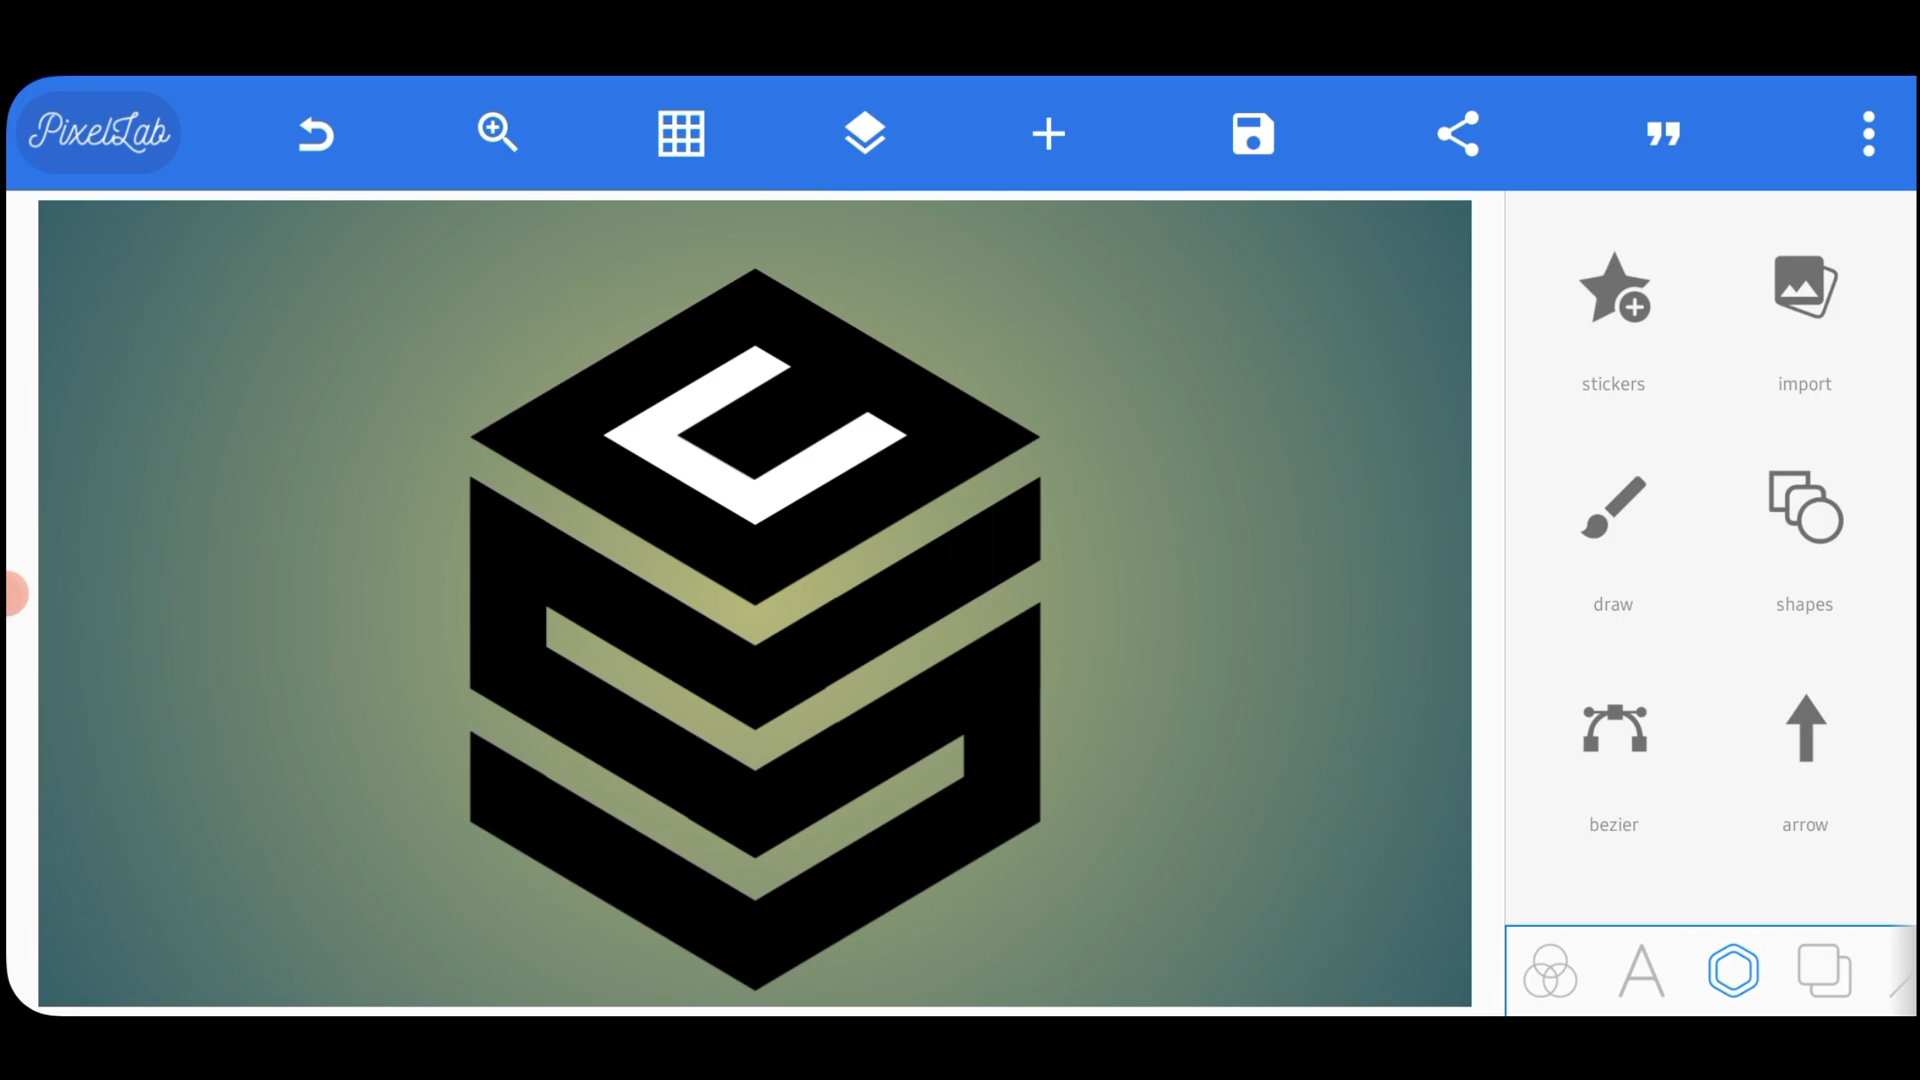 PixelLab
stickers
import
draw
shapes
bezier
arrow